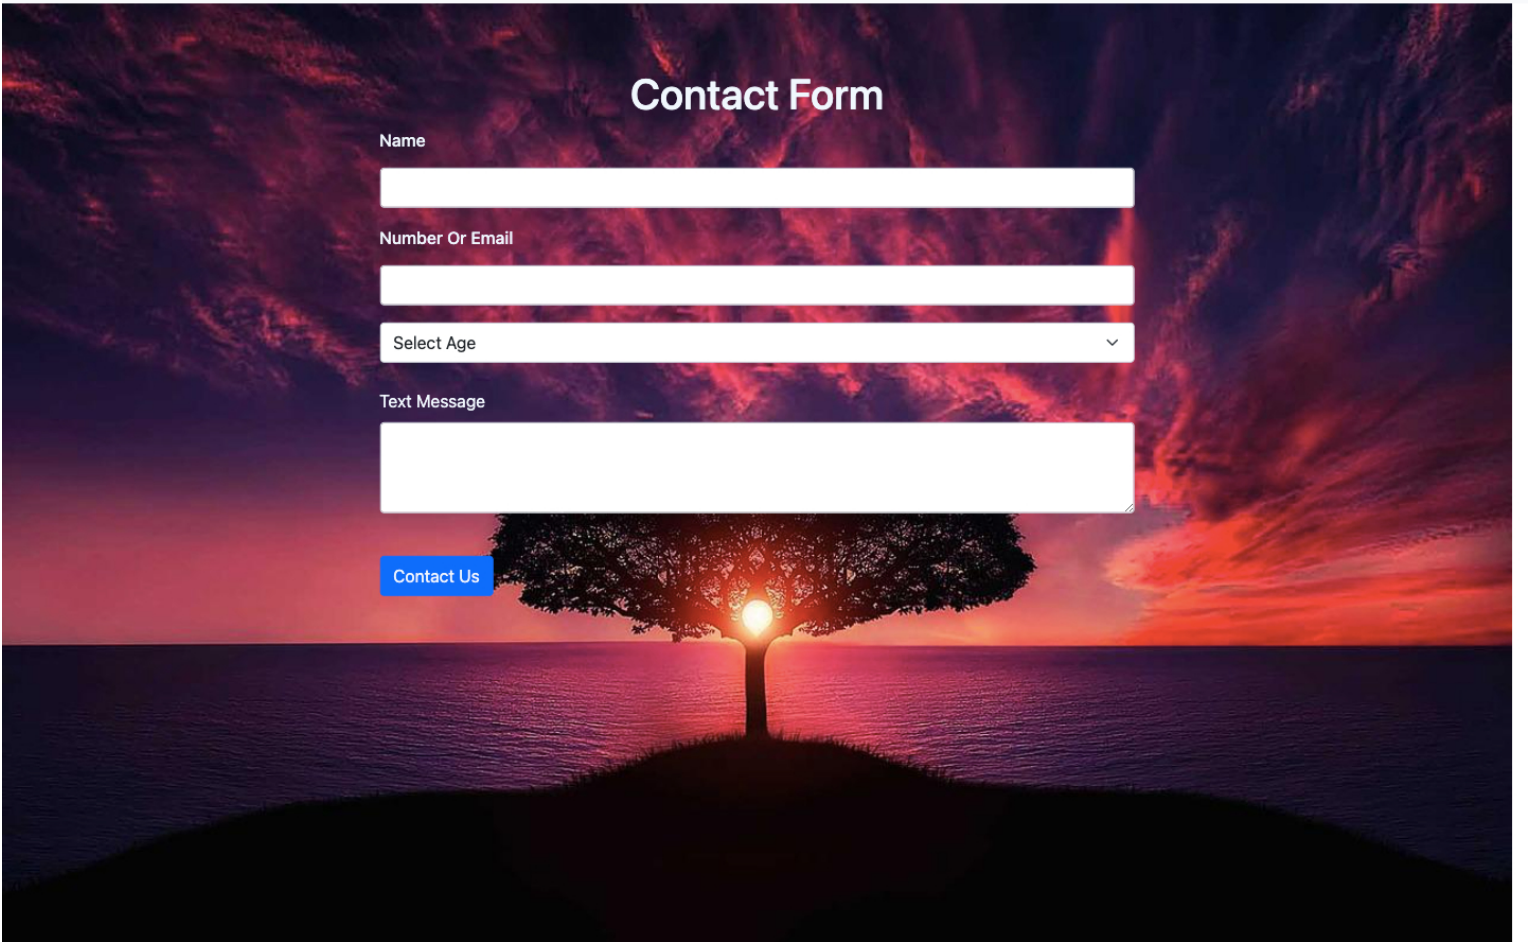 Contact Form
Name
Number Or Email
Select Age
Text Message
Contact Us